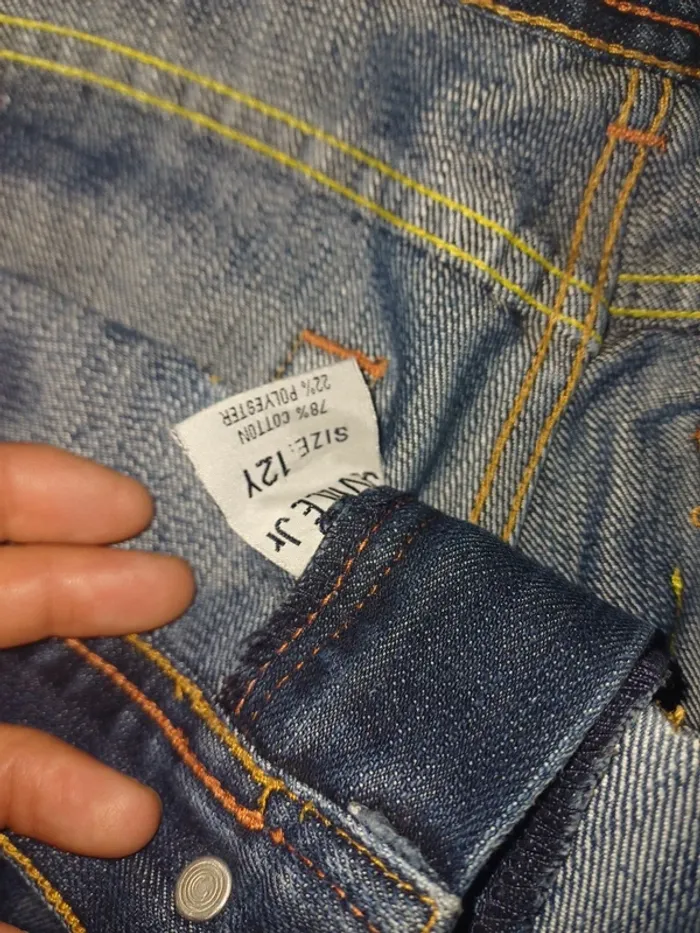 Jr
SIZE: 12Y
78% COTTON
22% POLYESTER